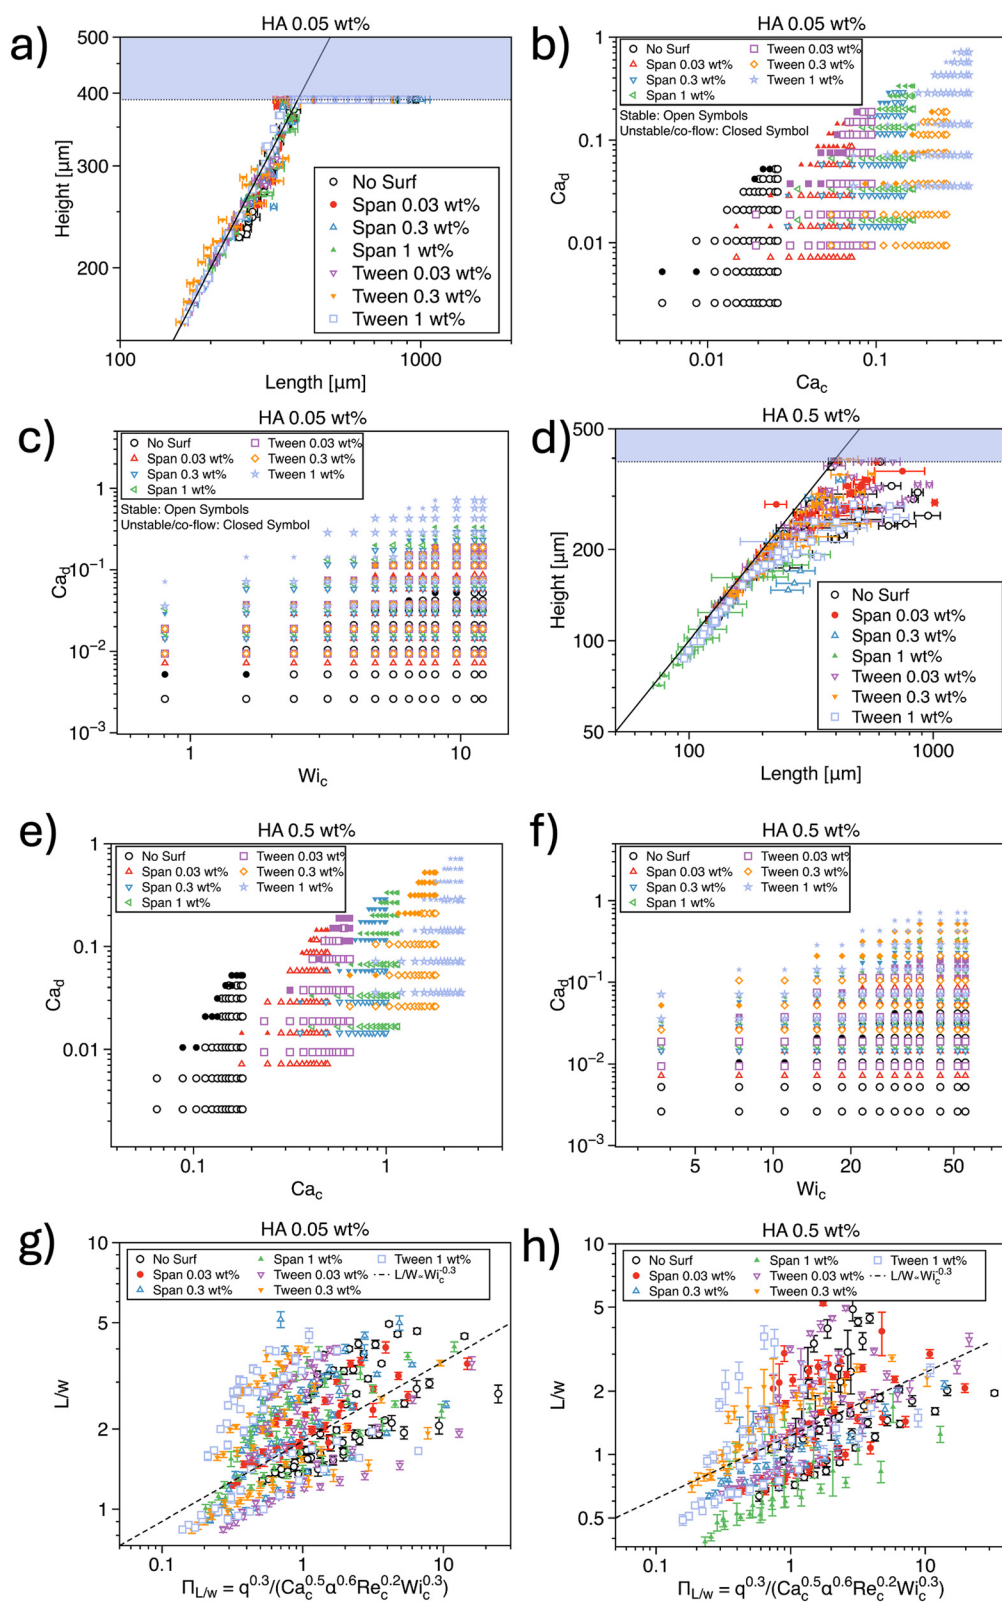 a)
HA 0.05 wt%
500
400
300
200
Height [μm]
100
1000
Length [μm]
No Surf
Span 0.03 wt%
Span 0.3 wt%
Span 1 wt%
Tween 0.03 wt%
Tween 0.3 wt%
Tween 1 wt%
b)
HA 0.05 wt%
1
0.1
0.01
Ca_d
0.01
0.1
Ca_c
No Surf
Span 0.03 wt%
Span 0.3 wt%
Span 1 wt%
Tween 0.03 wt%
Tween 0.3 wt%
Tween 1 wt%
Stable: Open Symbols
Unstable/co-flow: Closed Symbol
c)
HA 0.05 wt%
1
10⁻¹
10⁻²
10⁻³
Ca_d
1
10
Wi_c
No Surf
Span 0.03 wt%
Span 0.3 wt%
Span 1 wt%
Tween 0.03 wt%
Tween 0.3 wt%
Tween 1 wt%
Stable: Open Symbols
Unstable/co-flow: Closed Symbol
d)
HA 0.5 wt%
500
200
100
50
Height [μm]
100
1000
Length [μm]
No Surf
Span 0.03 wt%
Span 0.3 wt%
Span 1 wt%
Tween 0.03 wt%
Tween 0.3 wt%
Tween 1 wt%
e)
HA 0.5 wt%
1
0.1
0.01
Ca_d
0.1
1
Ca_c
No Surf
Span 0.03 wt%
Span 0.3 wt%
Span 1 wt%
Tween 0.03 wt%
Tween 0.3 wt%
Tween 1 wt%
f)
HA 0.5 wt%
1
10⁻¹
10⁻²
10⁻³
Ca_d
5
10
20
50
Wi_c
No Surf
Span 0.03 wt%
Span 0.3 wt%
Span 1 wt%
Tween 0.03 wt%
Tween 0.3 wt%
Tween 1 wt%
g)
HA 0.05 wt%
10
5
2
1
L/w
0.1
1
10
Π_L/w = q^0.3/(Ca_c^0.5 α^0.6 Re_c^0.2 Wi_c^0.3)
No Surf
Span 0.03 wt%
Span 0.3 wt%
Span 1 wt%
Tween 0.03 wt%
Tween 0.3 wt%
Tween 1 wt%
L/W∝Wi_c^-0.3
h)
HA 0.5 wt%
10
5
2
1
0.5
L/w
0.1
1
10
Π_L/w = q^0.3/(Ca_c^0.5 α^0.6 Re_c^0.2 Wi_c^0.3)
No Surf
Span 0.03 wt%
Span 0.3 wt%
Span 1 wt%
Tween 0.03 wt%
Tween 0.3 wt%
Tween 1 wt%
L/W∝Wi_c^-0.3